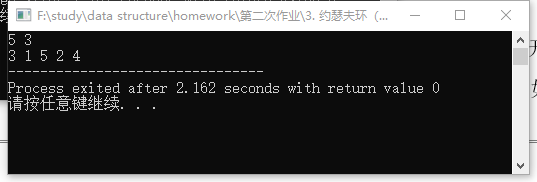 F:\study\data structure\homework\第二次作业\3. 约瑟夫环 (...
5 3
3 1 5 2 4
--------------------------------
Process exited after 2.162 seconds with return value 0
请按任意键继续. . .